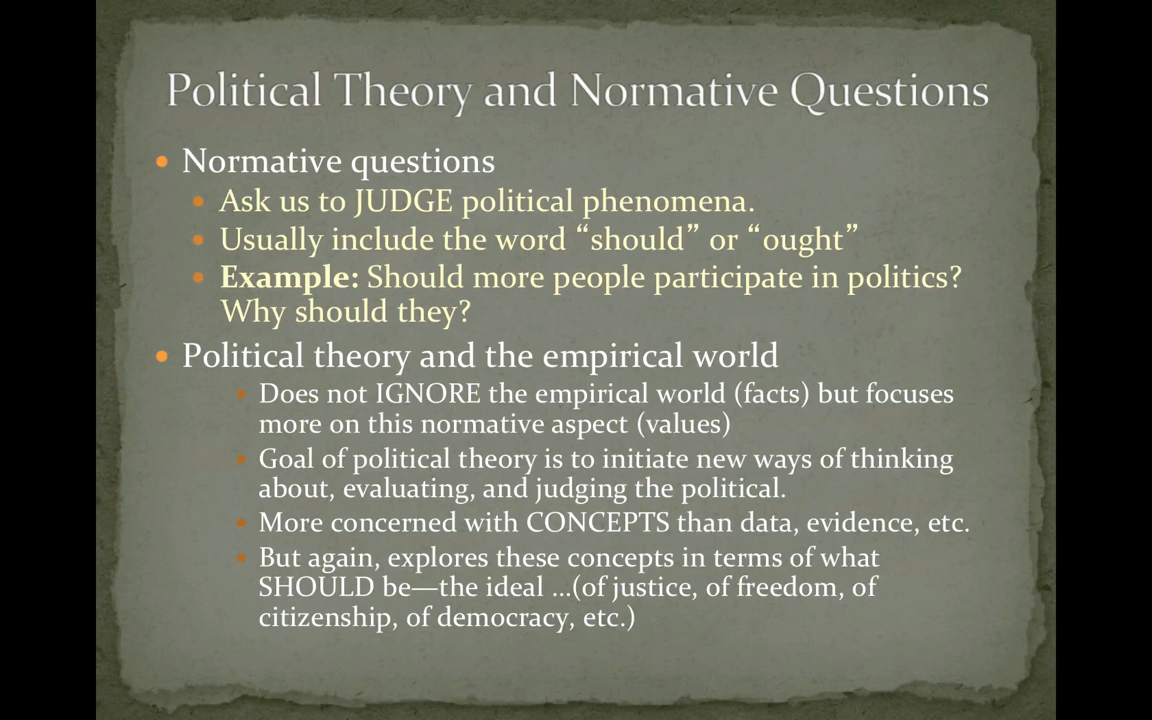 Political Theory and Normative Questions
• Normative questions
• Ask us to JUDGE political phenomena.
• Usually include the word “should” or “ought”
• Example: Should more people participate in politics?
Why should they?
• Political theory and the empirical world
▪ Does not IGNORE the empirical world (facts) but focuses
more on this normative aspect (values)
▪ Goal of political theory is to initiate new ways of thinking
about, evaluating, and judging the political.
▪ More concerned with CONCEPTS than data, evidence, etc.
▪ But again, explores these concepts in terms of what
SHOULD be—the ideal …(of justice, of freedom, of
citizenship, of democracy, etc.)